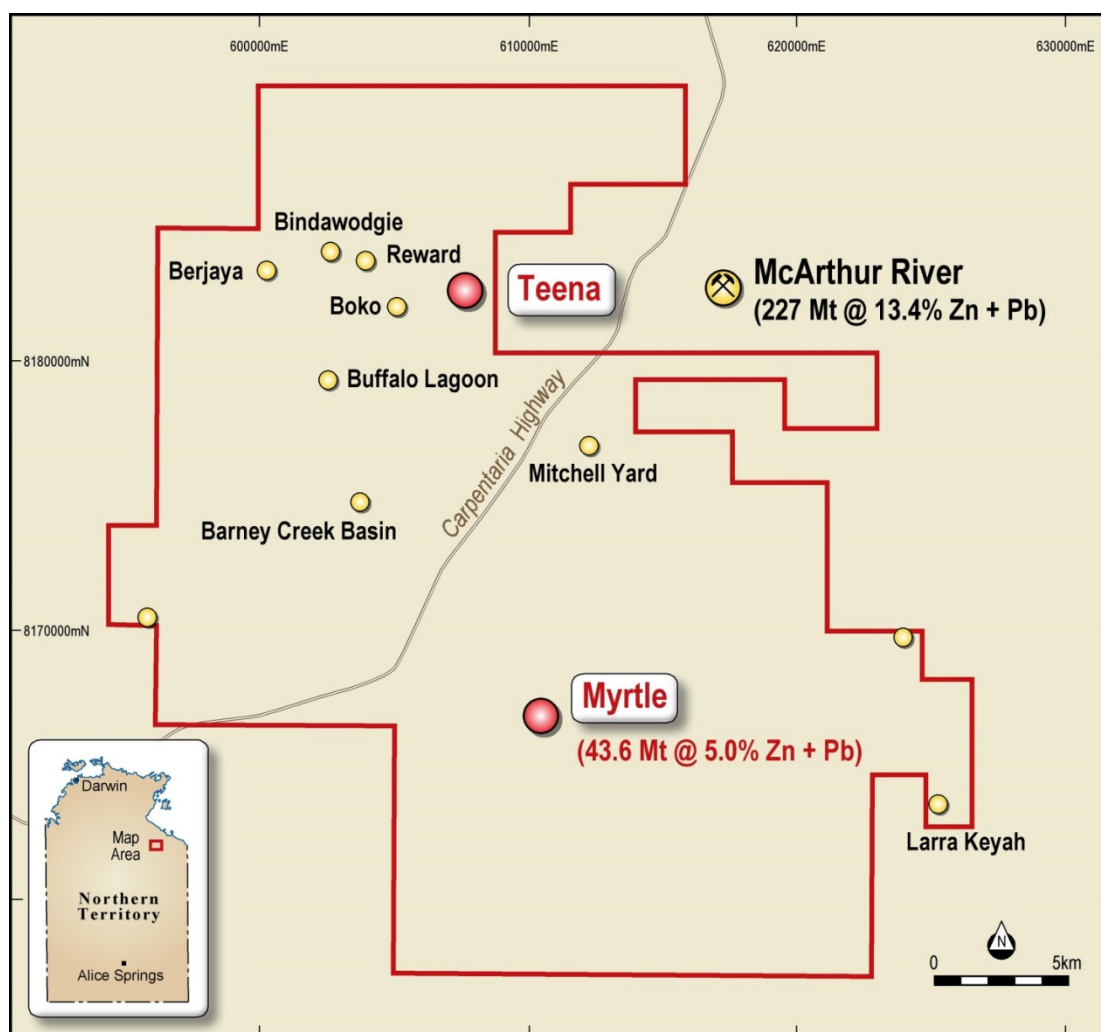 600000mE
610000mE
620000mE
630000mE
Bindawodgie
Reward
Berjaya
Boko
Teena
McArthur River
(227 Mt @ 13.4% Zn + Pb)
8180000mN
Buffalo Lagoon
Carpentaria Highway
Mitchell Yard
Barney Creek Basin
8170000mN
Myrtle
(43.6 Mt @ 5.0% Zn + Pb)
Larra Keyah
Darwin
Map
Area
Northern
Territory
Alice Springs
N
0
5km